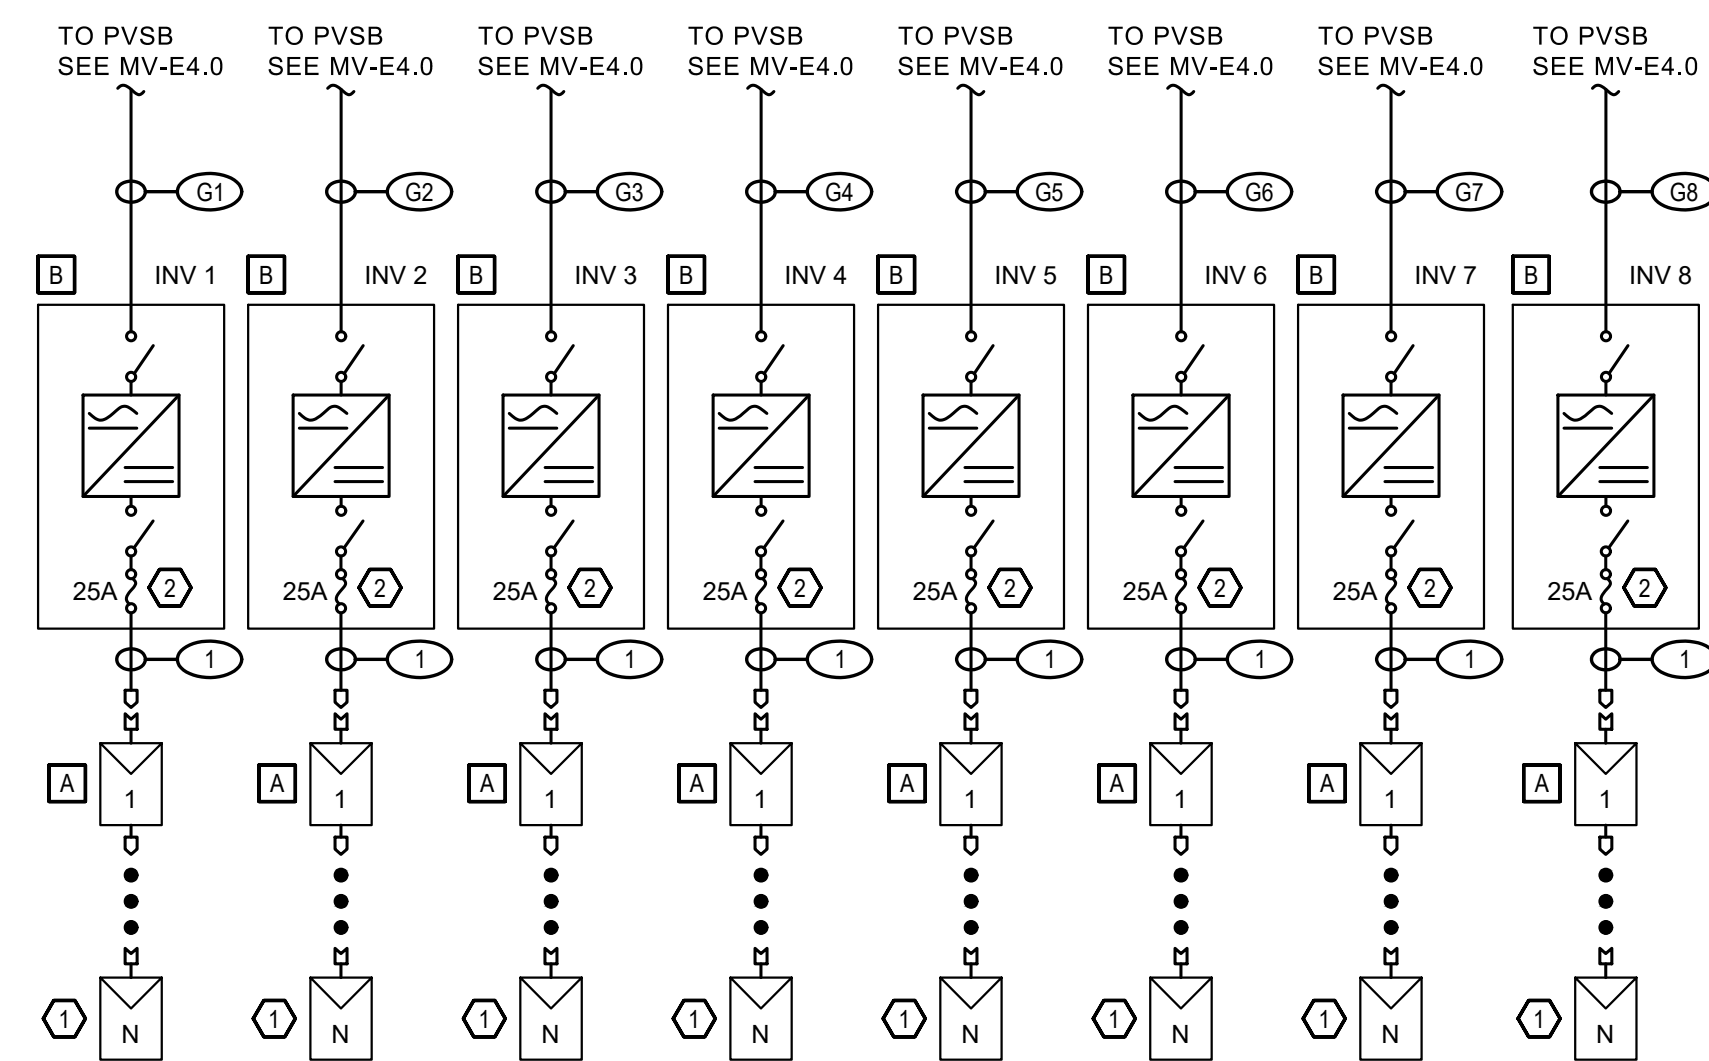 TO PVSB TO PVSB TO PVSB TO PVSB TO PVSB TO PVSB TO PVSB TO PVSB
SEE MV-E4.0 SEE MV-E4.0 SEE MV-E4.0 SEE MV-E4.0 SEE MV-E4.0 SEE MV-E4.0 SEE MV-E4.0 SEE MV-E4.0
G1 G2 G3 G4 G5 G6 G7 G8
B INV 1 B INV 2 B INV 3 B INV 4 B INV 5 B INV 6 B INV 7 B INV 8
25A 2 25A 2 25A 2 25A 2 25A 2 25A 2 25A 2 25A 2
1 1 1 1 1 1 1 1
A 1 A 1 A 1 A 1 A 1 A 1 A 1 A 1
1 N 1 N 1 N 1 N 1 N 1 N 1 N 1 N